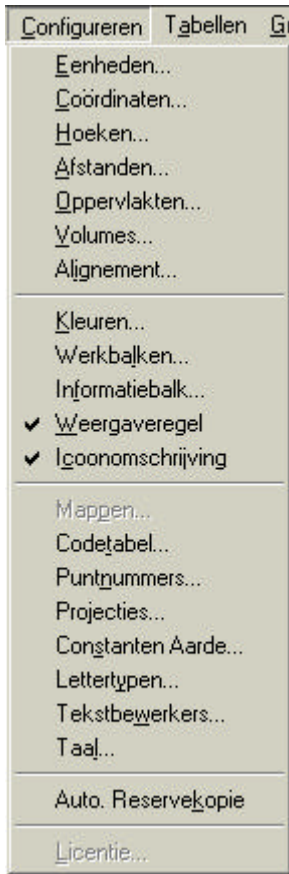 Configureren Tabellen G
Eenheden...
Coördinaten...
Hoeken...
Afstanden...
Oppervlakten...
Volumes...
Alignement...
Kleuren...
Werkbalken...
Informatiebalk...
Weergaveregel
Icoonomschrijving
Mappen...
Codetabel...
Puntnummers...
Projecties...
Constanten Aarde...
Lettertypen...
Tekstbewerkers...
Taal...
Auto. Reservekopie
Licentie...